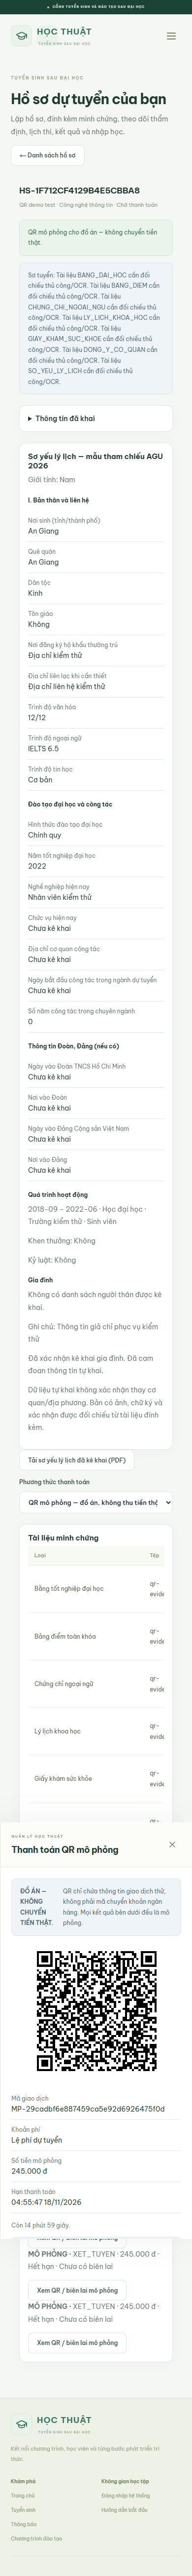 CỔNG TUYỂN SINH VÀ ĐÀO TẠO SAU ĐẠI HỌC
HỌC THUẬT
TUYỂN SINH SAU ĐẠI HỌC
TUYỂN SINH SAU ĐẠI HỌC
Hồ sơ dự tuyển của bạn
Lập hồ sơ, đính kèm minh chứng, theo dõi thẩm
định, lịch thi, kết quả và nhập học.
← Danh sách hồ sơ
HS-1F712CF4129B4E5CBBA8
QR demo test · Công nghệ thông tin · Chờ thanh toán
QR mô phỏng cho đồ án — không chuyển tiền
thật.
Sơ tuyển: Tài liệu BANG_DAI_HOC cần đối
chiếu thủ công/OCR. Tài liệu BANG_DIEM cần
đối chiếu thủ công/OCR. Tài liệu
CHUNG_CHI_NGOAI_NGU cần đối chiếu thủ
công/OCR. Tài liệu LY_LICH_KHOA_HOC cần
đối chiếu thủ công/OCR. Tài liệu
GIAY_KHAM_SUC_KHOE cần đối chiếu thủ
công/OCR. Tài liệu DONG_Y_CO_QUAN cần
đối chiếu thủ công/OCR. Tài liệu
SO_YEU_LY_LICH cần đối chiếu thủ
công/OCR.
▶ Thông tin đã khai
Sơ yếu lý lịch — mẫu tham chiếu AGU
2026
Giới tính: Nam
I. Bản thân và liên hệ
Nơi sinh (tỉnh/thành phố)
An Giang
Quê quán
An Giang
Dân tộc
Kinh
Tôn giáo
Không
Nơi đăng ký hộ khẩu thường trú
Địa chỉ kiểm thử
Địa chỉ liên lạc khi cần thiết
Địa chỉ liên hệ kiểm thử
Trình độ văn hóa
12/12
Trình độ ngoại ngữ
IELTS 6.5
Trình độ tin học
Cơ bản
Đào tạo đại học và công tác
Hình thức đào tạo đại học
Chính quy
Năm tốt nghiệp đại học
2022
Nghề nghiệp hiện nay
Nhân viên kiểm thử
Chức vụ hiện nay
Chưa kê khai
Địa chỉ cơ quan công tác
Chưa kê khai
Ngày bắt đầu công tác trong ngành dự tuyển
Chưa kê khai
Số năm công tác trong chuyên ngành
0
Thông tin Đoàn, Đảng (nếu có)
Ngày vào Đoàn TNCS Hồ Chí Minh
Chưa kê khai
Nơi vào Đoàn
Chưa kê khai
Ngày vào Đảng Cộng sản Việt Nam
Chưa kê khai
Nơi vào Đảng
Chưa kê khai
Quá trình hoạt động
2018-09 – 2022-06 · Học đại học ·
Trường kiểm thử · Sinh viên
Khen thưởng: Không
Kỷ luật: Không
Gia đình
Không có danh sách người thân được kê
khai.
Ghi chú: Thông tin giả chỉ phục vụ kiểm
thử
Đã xác nhận kê khai gia đình. Đã cam
đoan thông tin tự khai.
Dữ liệu tự khai không xác nhận thay cơ
quan/địa phương. Bản có ảnh, chữ ký và
xác nhận được đối chiếu từ tài liệu đính
kèm.
Tải sơ yếu lý lịch đã kê khai (PDF)
Phương thức thanh toán
QR mô phỏng — đồ án, không thu tiền thậ
Tài liệu minh chứng
Loại Tệp
Bằng tốt nghiệp đại học qr-
evide
Bảng điểm toàn khóa qr-
evide
Chứng chỉ ngoại ngữ qr-
evide
Lý lịch khoa học qr-
evide
Giấy khám sức khỏe qr-
evide
QUẢN LÝ HỌC THUẬT
Thanh toán QR mô phỏng
ĐỒ ÁN — KHÔNG CHUYỂN TIỀN THẬT.
QR chỉ chứa thông tin giao dịch thử,
không phải mã chuyển khoản ngân
hàng. Mọi kết quả bên dưới đều là mô
phỏng.
Mã giao dịch
MP-29cadbf6e887459ca5e92d6926475f0d
Khoản phí
Lệ phí dự tuyển
Số tiền mô phỏng
245.000 đ
Hạn thanh toán
04:55:47 18/11/2026
Còn 14 phút 59 giây.
MÔ PHỎNG · XET_TUYEN · 245.000 đ ·
Hết hạn · Chưa có biên lai
Xem QR / biên lai mô phỏng
MÔ PHỎNG · XET_TUYEN · 245.000 đ ·
Hết hạn · Chưa có biên lai
Xem QR / biên lai mô phỏng
HỌC THUẬT
TUYỂN SINH SAU ĐẠI HỌC
Kết nối chương trình, học viên và từng bước phát triển tri
thức.
Khám phá Không gian học tập
Trang chủ Đăng nhập hệ thống
Tuyển sinh Hướng dẫn bắt đầu
Thông báo
Chương trình đào tạo